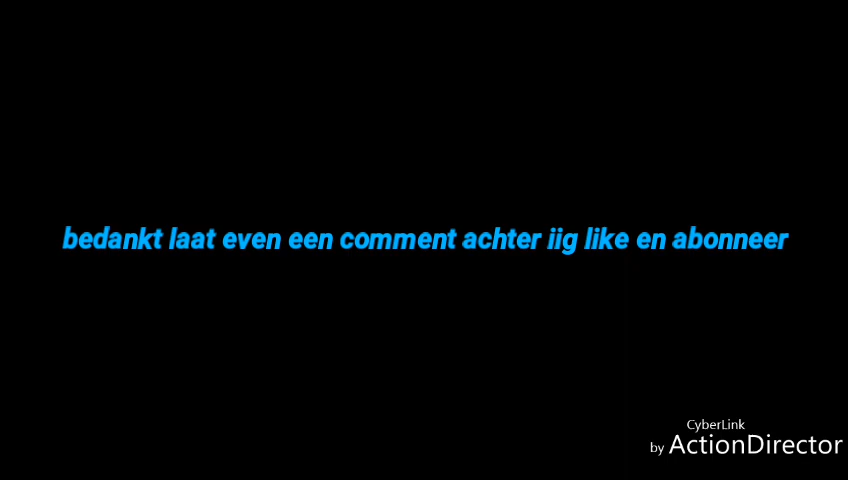 bedankt laat even een comment achter iig like en abonneer
CyberLink
by ActionDirector